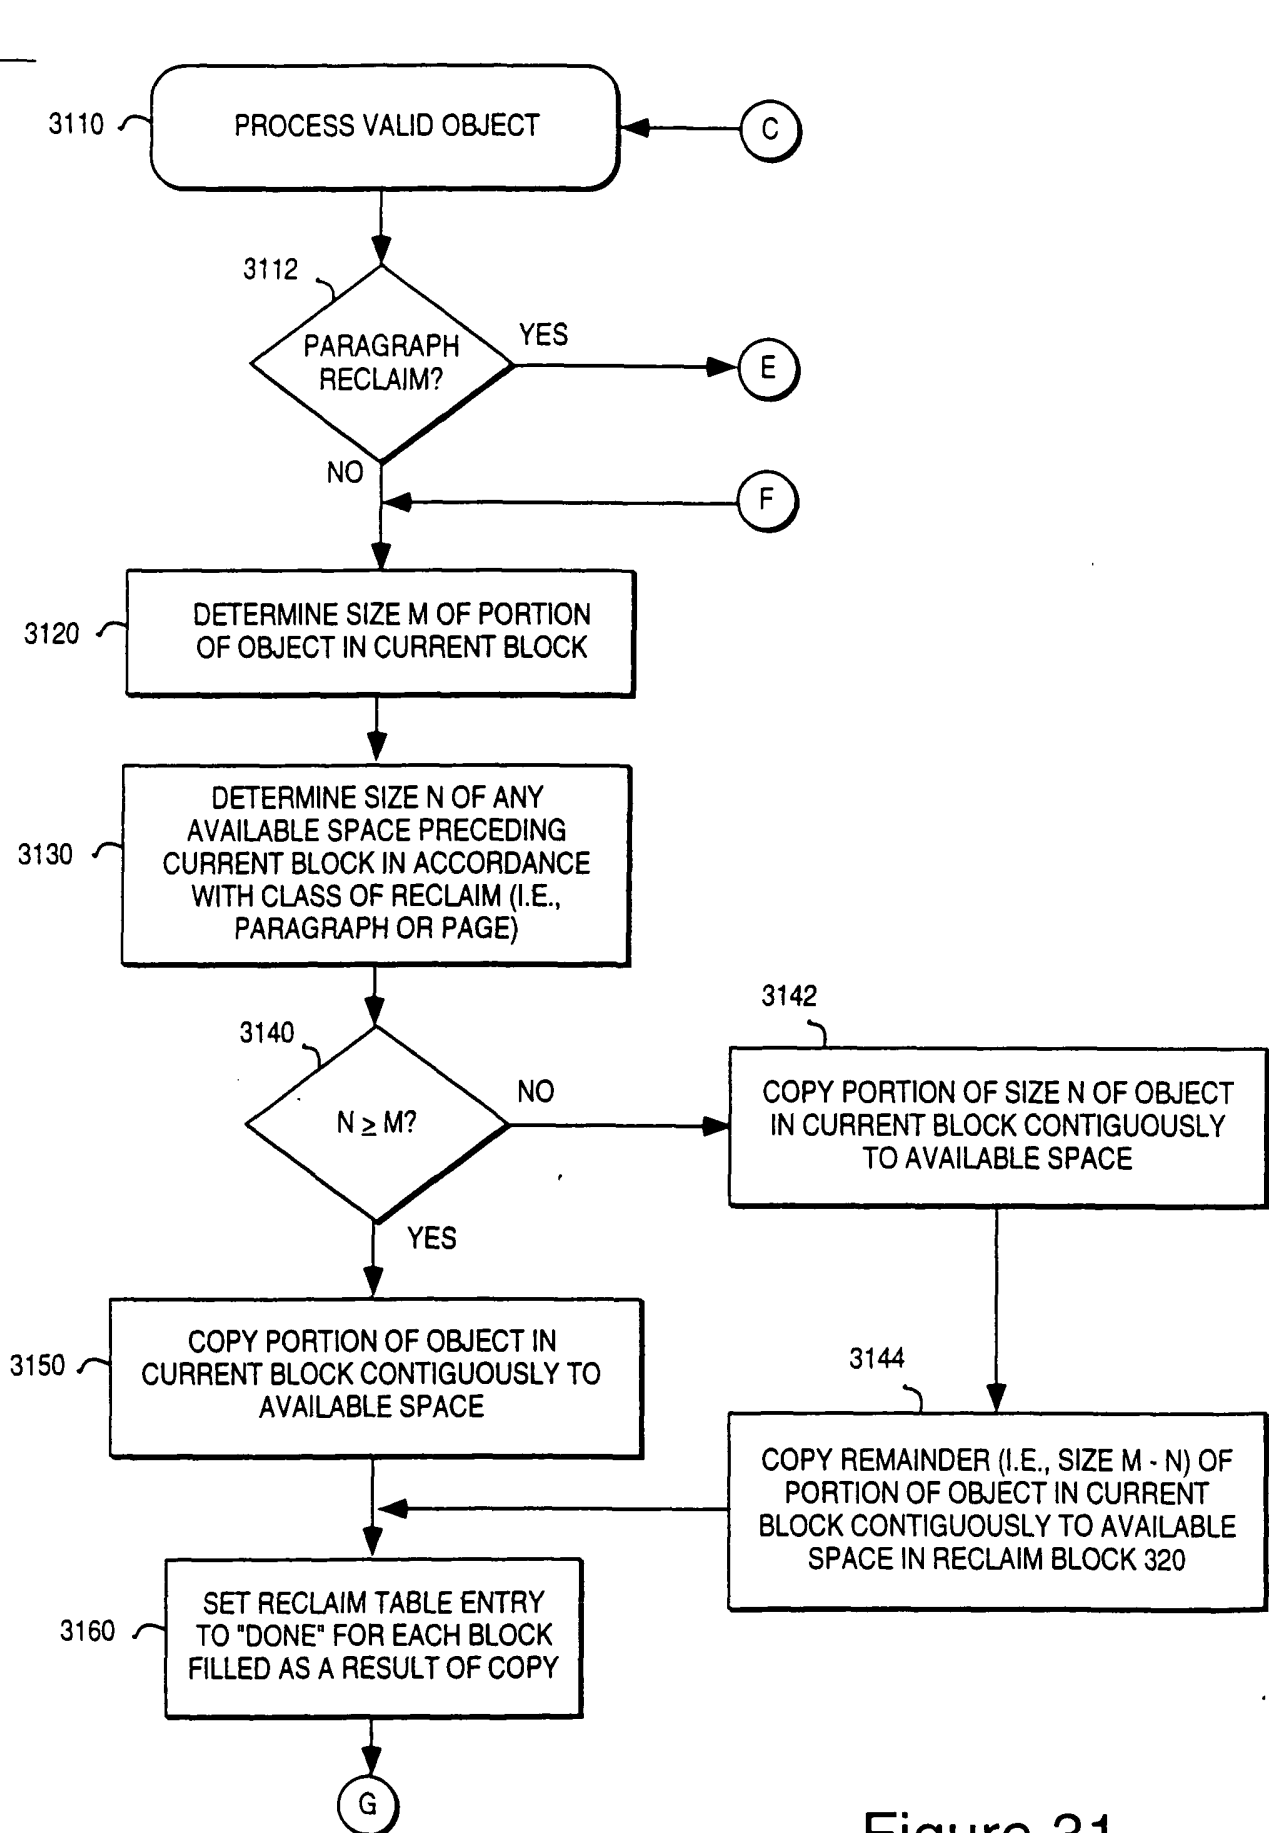 3110
PROCESS VALID OBJECT
C
3112
PARAGRAPH
RECLAIM?
YES
E
NO
F
3120
DETERMINE SIZE M OF PORTION
OF OBJECT IN CURRENT BLOCK
3130
DETERMINE SIZE N OF ANY
AVAILABLE SPACE PRECEDING
CURRENT BLOCK IN ACCORDANCE
WITH CLASS OF RECLAIM (I.E.,
PARAGRAPH OR PAGE)
3140
N ≥ M?
NO
YES
3142
COPY PORTION OF SIZE N OF OBJECT
IN CURRENT BLOCK CONTIGUOUSLY
TO AVAILABLE SPACE
3150
COPY PORTION OF OBJECT IN
CURRENT BLOCK CONTIGUOUSLY TO
AVAILABLE SPACE
3144
COPY REMAINDER (I.E., SIZE M - N) OF
PORTION OF OBJECT IN CURRENT
BLOCK CONTIGUOUSLY TO AVAILABLE
SPACE IN RECLAIM BLOCK 320
3160
SET RECLAIM TABLE ENTRY
TO "DONE" FOR EACH BLOCK
FILLED AS A RESULT OF COPY
G
Figure 31